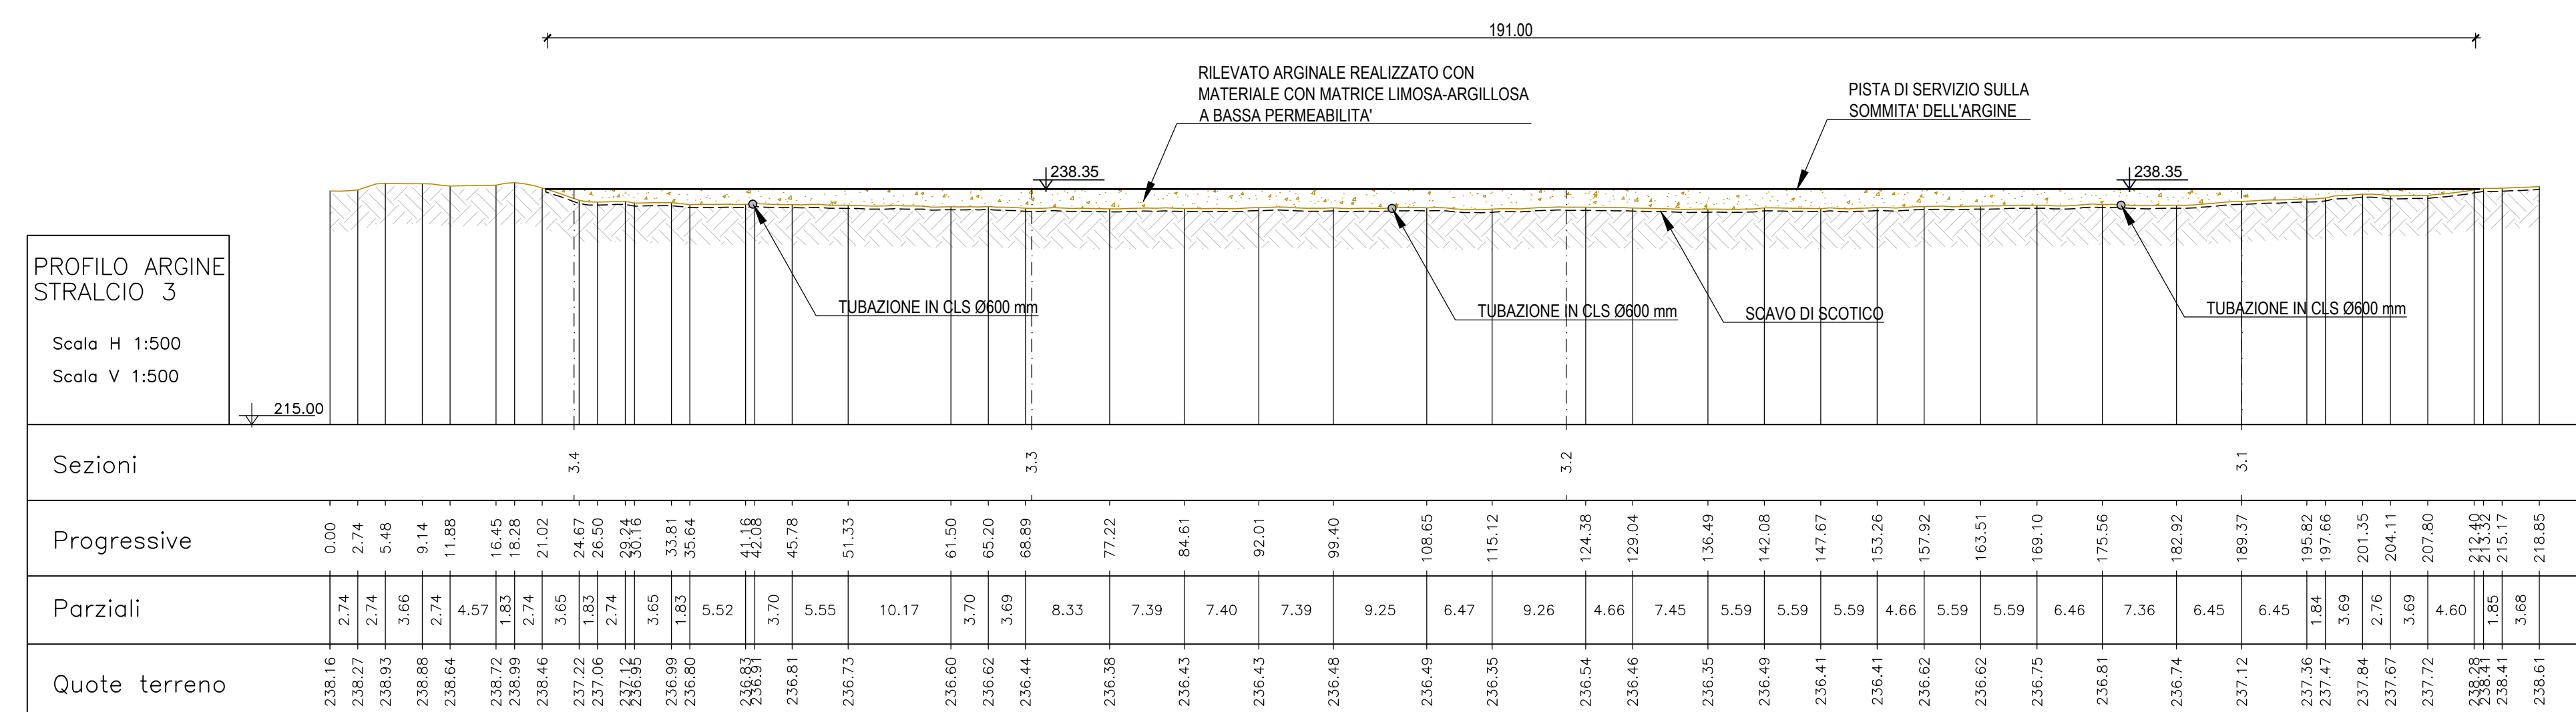 191.00
RILEVATO ARGINALE REALIZZATO CON
MATERIALE CON MATRICE LIMOSA-ARGILLOSA
A BASSA PERMEABILITA'
PISTA DI SERVIZIO SULLA
SOMMITA' DELL'ARGINE
238.35
238.35
PROFILO ARGINE
STRALCIO 3
Scala H 1:500
Scala V 1:500
215.00
TUBAZIONE IN CLS Ø600 mm
TUBAZIONE IN CLS Ø600 mm
SCAVO DI SCOTICO
TUBAZIONE IN CLS Ø600 mm
Sezioni 3.4 3.3 3.2 3.1
Progressive 0.00 2.74 5.48 9.14 11.88 16.45 18.28 21.02 24.67 26.50 29.24 30.16 33.81 35.64 41.16 42.08 45.78 51.33 61.50 65.20 68.89 77.22 84.61 92.01 99.40 108.65 115.12 124.38 129.04 136.49 142.08 147.67 153.26 157.92 163.51 169.10 175.56 182.92 189.37 195.82 197.66 201.35 204.11 207.80 212.40 213.32 215.17 218.85
Parziali 2.74 2.74 3.66 2.74 4.57 1.83 2.74 3.65 1.83 2.74 3.65 1.83 5.52 3.70 5.55 10.17 3.70 3.69 8.33 7.39 7.40 7.39 9.25 6.47 9.26 4.66 7.45 5.59 5.59 5.59 4.66 5.59 5.59 6.46 7.36 6.45 6.45 1.84 3.69 2.76 3.69 4.60 1.85 3.68
Quote terreno 238.16 238.27 238.93 238.88 238.64 238.72 238.99 238.46 237.22 237.06 237.12 236.95 236.99 236.80 236.83 236.91 236.81 236.73 236.60 236.62 236.44 236.38 236.43 236.43 236.48 236.49 236.35 236.54 236.46 236.35 236.49 236.41 236.41 236.62 236.62 236.75 236.81 236.74 237.12 237.36 237.47 237.84 237.67 237.72 238.28 238.41 238.41 238.61